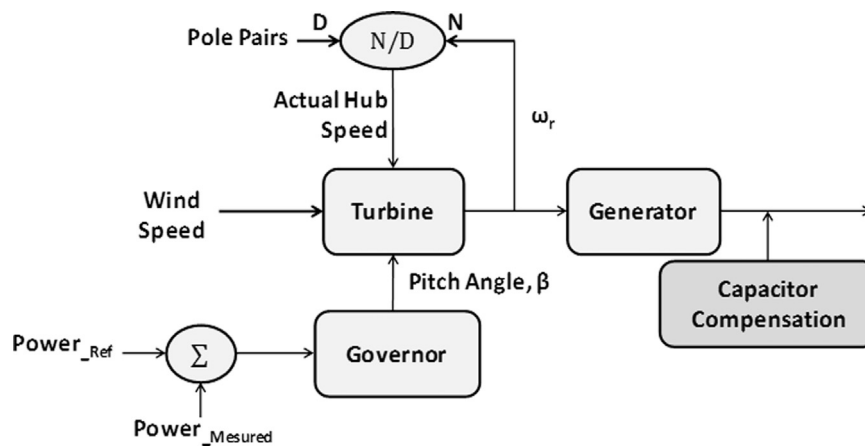 D
N
Pole Pairs
N/D
Actual Hub
Speed
ωr
Wind
Speed
Turbine
Generator
Pitch Angle, β
Capacitor
Compensation
Power_Ref
Σ
Governor
Power_Mesured